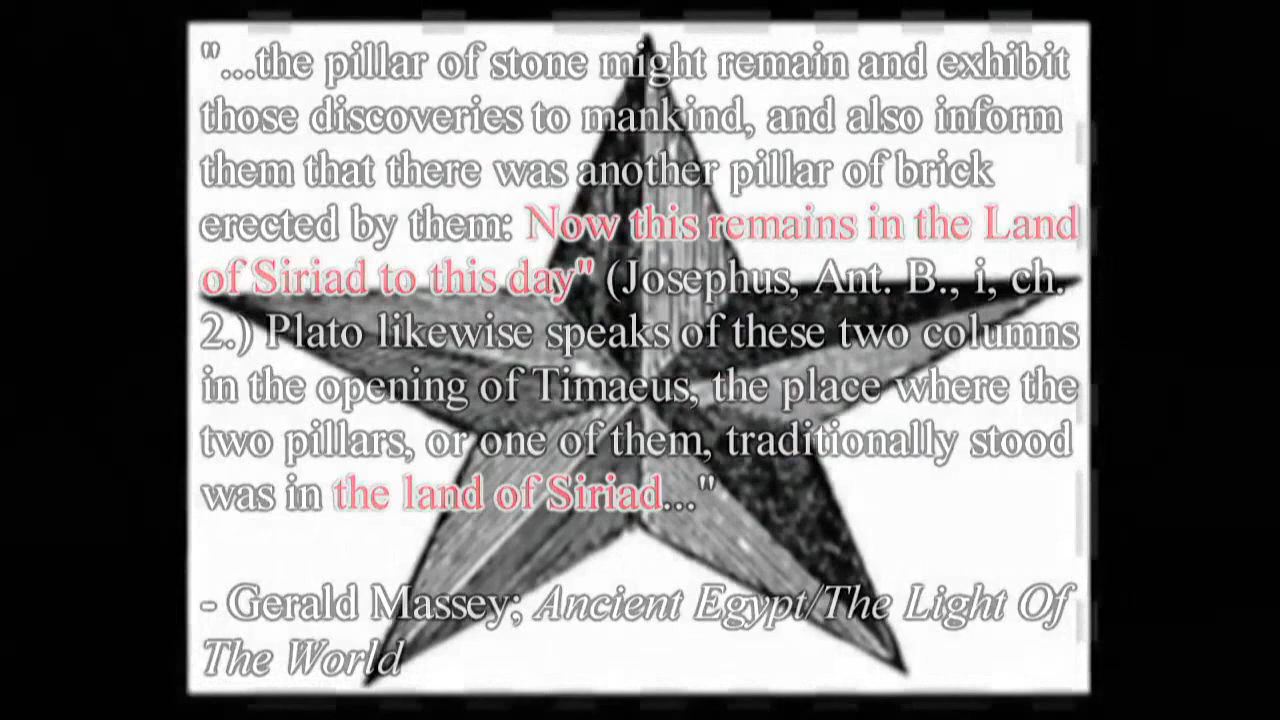 "...the pillar of stone might remain and exhibit
those discoveries to mankind, and also inform
them that there was another pillar of brick
erected by them: Now this remains in the Land
of Siriad to this day" (Josephus, Ant. B., i, ch.
2.) Plato likewise speaks of these two columns
in the opening of Timaeus, the place where the
two pillars, or one of them, traditionally stood
was in the land of Siriad..."
- Gerald Massey; Ancient Egypt/The Light Of
The World